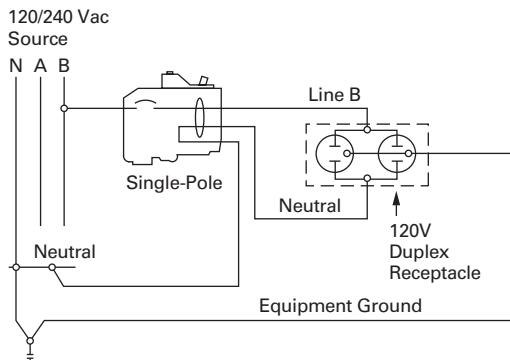 120/240 Vac
Source
N A B
Line B
Single-Pole
Neutral
120V
Duplex
Receptacle
Neutral
Equipment Ground